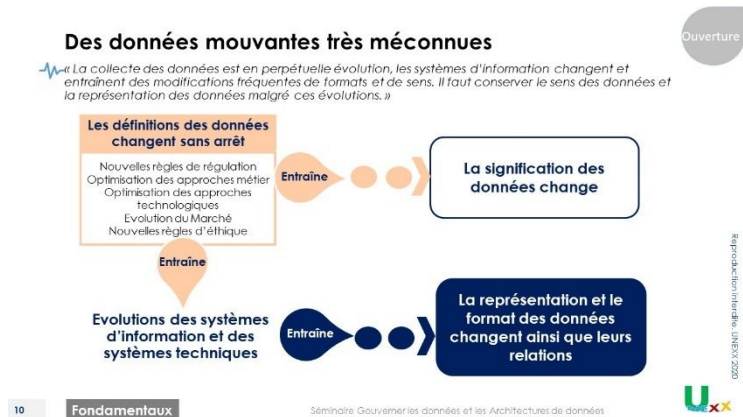 Ouverture
Des données mouvantes très méconnues
« La collecte des données est en perpétuelle évolution, les systèmes d'information changent et
entraînent des modifications fréquentes de formats et de sens. Il faut conserver le sens des données et
la représentation des données malgré ces évolutions. »
Les définitions des données
changent sans arrêt
Nouvelles règles de régulation
Optimisation des approches métier
Optimisation des approches
technologiques
Evolution du Marché
Nouvelles règles d'éthique
Entraîne
La signification des
données change
Entraîne
Evolutions des systèmes
d'information et des
systèmes techniques
Entraîne
La représentation et le
format des données
changent ainsi que leurs
relations
Reproduction interdite. UNEXX 2020
10
Fondamentaux
Séminaire Gouverner les données et les Architectures de données